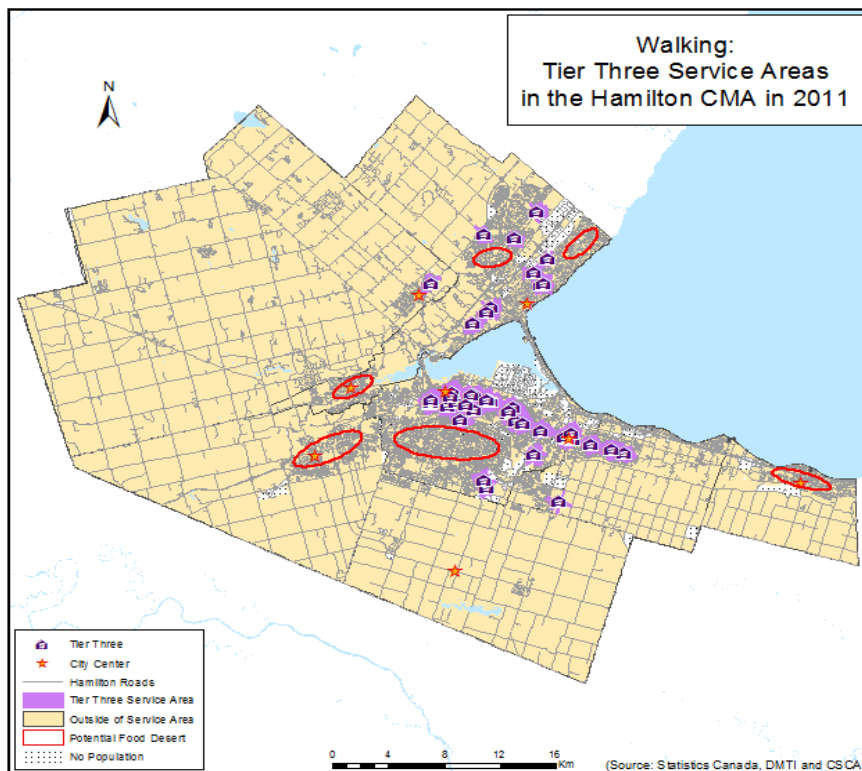 Walking:
Tier Three Service Areas
in the Hamilton CMA in 2011
N
Tier Three
City Center
Hamilton Roads
Tier Three Service Area
Outside of Service Area
Potential Food Desert
No Population
0 4 8 12 16
Km
(Source: Statistics Canada, DMTI and CSCA